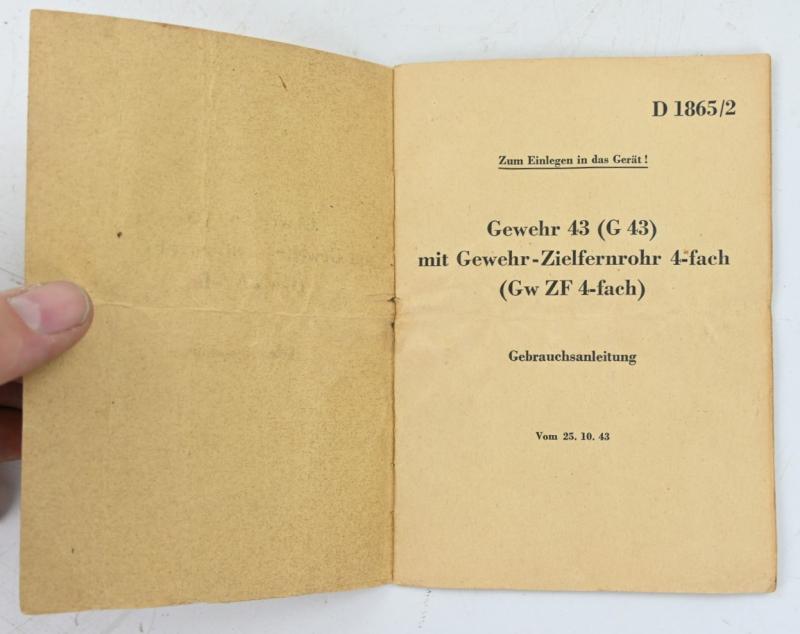 D 1865/2
Zum Einlegen in das Gerät!
Gewehr 43 (G 43)
mit Gewehr-Zielfernrohr 4-fach
(Gw ZF 4-fach)
Gebrauchsanleitung
Vom 25. 10. 43